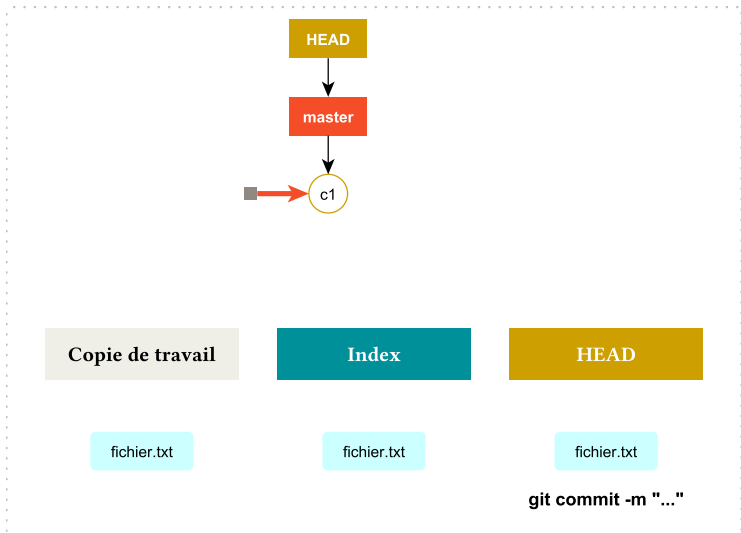 HEAD
master
c1
Copie de travail
Index
HEAD
fichier.txt
fichier.txt
fichier.txt
git commit -m "..."